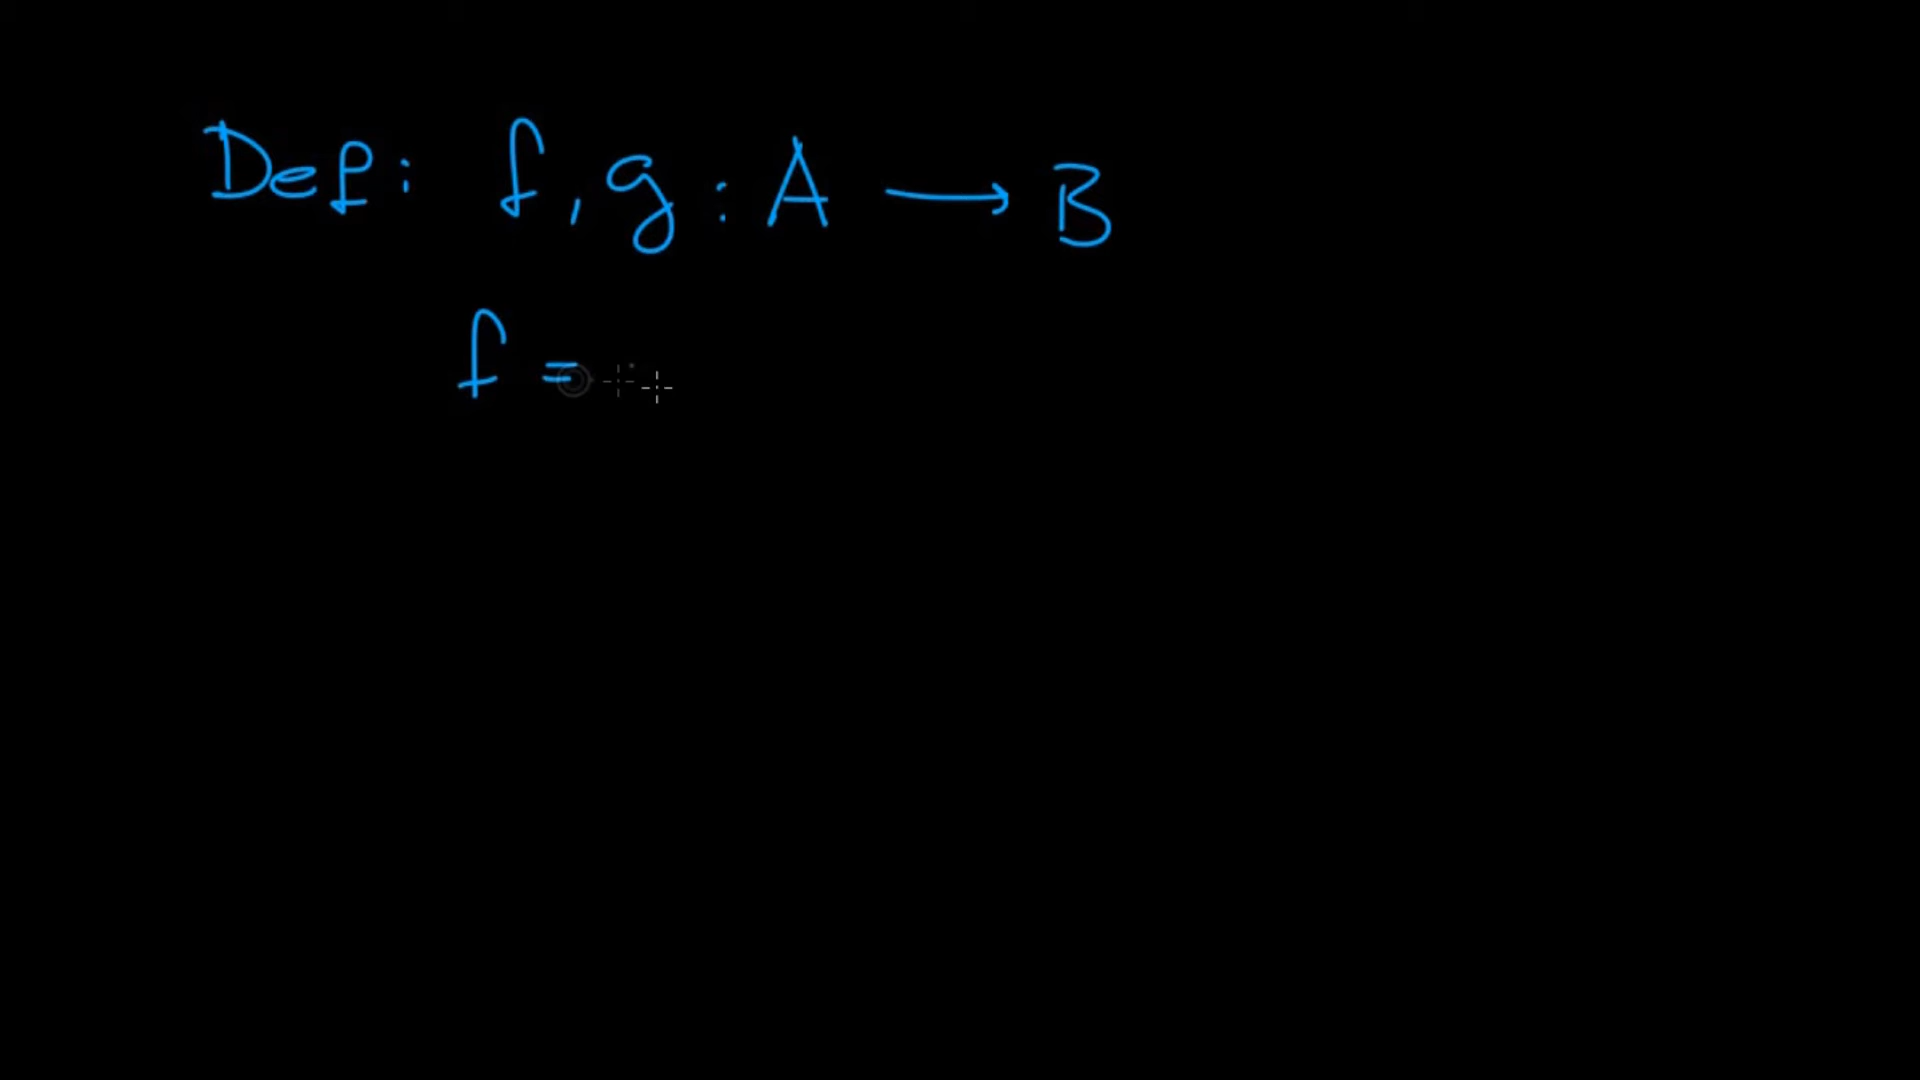 Def: f, g : A → B
f =